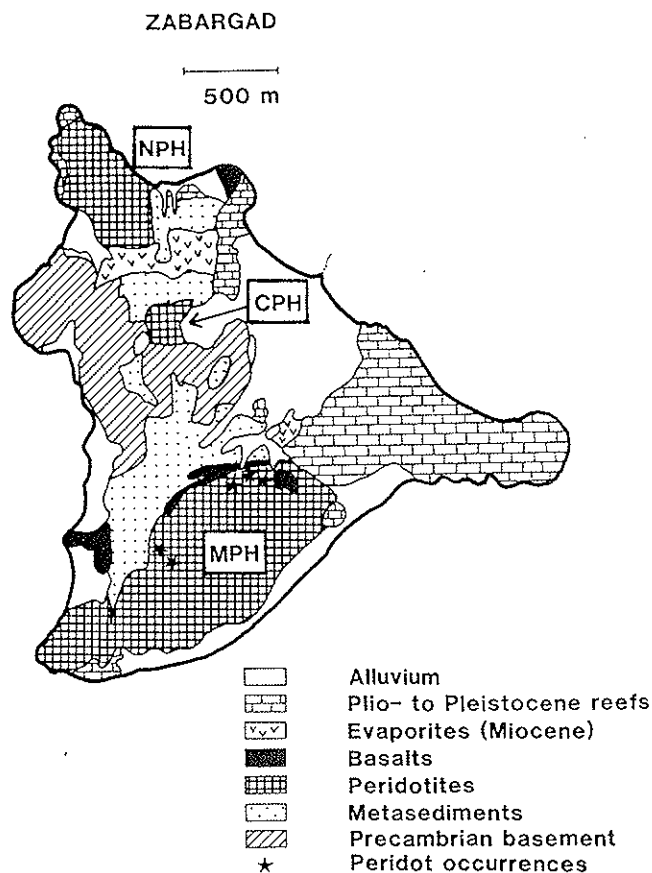 ZABARGAD
500 m
NPH
CPH
MPH
Alluvium
Plio- to Pleistocene reefs
Evaporites (Miocene)
Basalts
Peridotites
Metasediments
Precambrian basement
Peridot occurrences